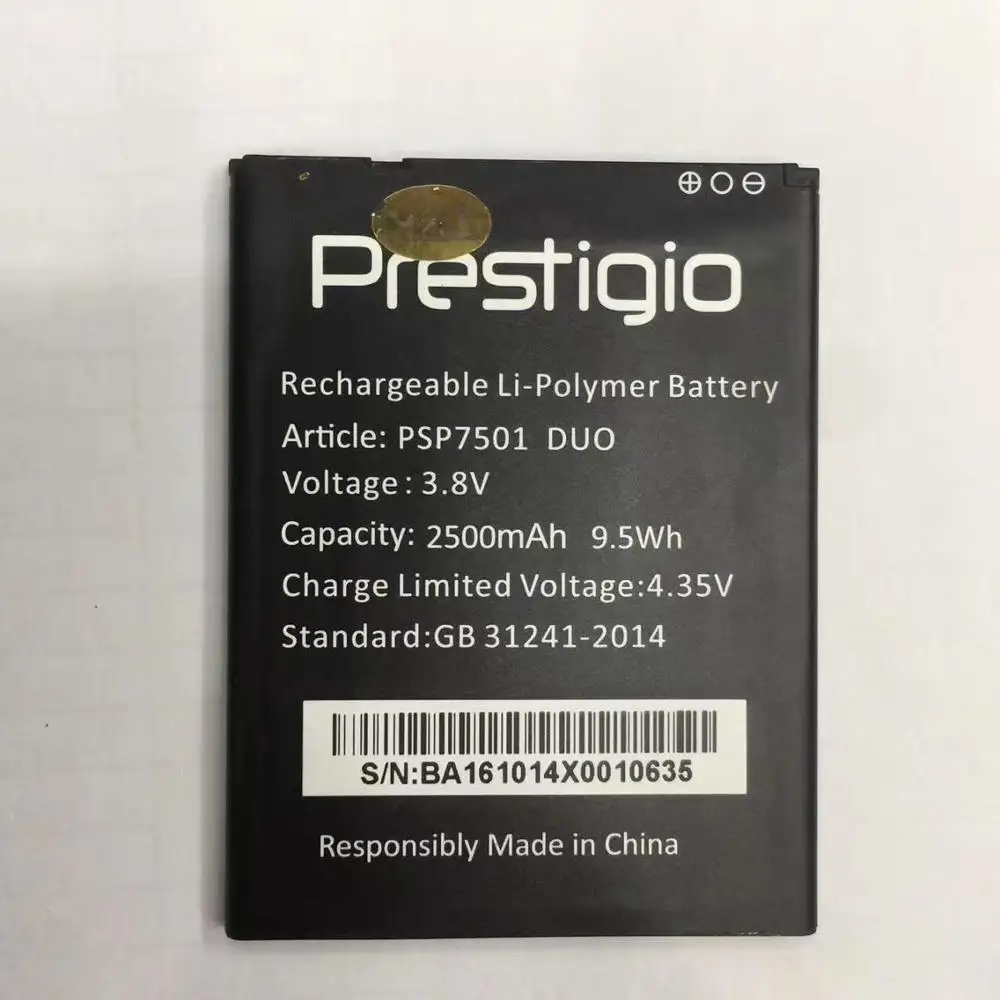 ⊕○⊖
Prestigio
Rechargeable Li-Polymer Battery
Article: PSP7501 DUO
Voltage: 3.8V
Capacity: 2500mAh 9.5Wh
Charge Limited Voltage:4.35V
Standard:GB 31241-2014
S/N:BA161014X0010635
Responsibly Made in China